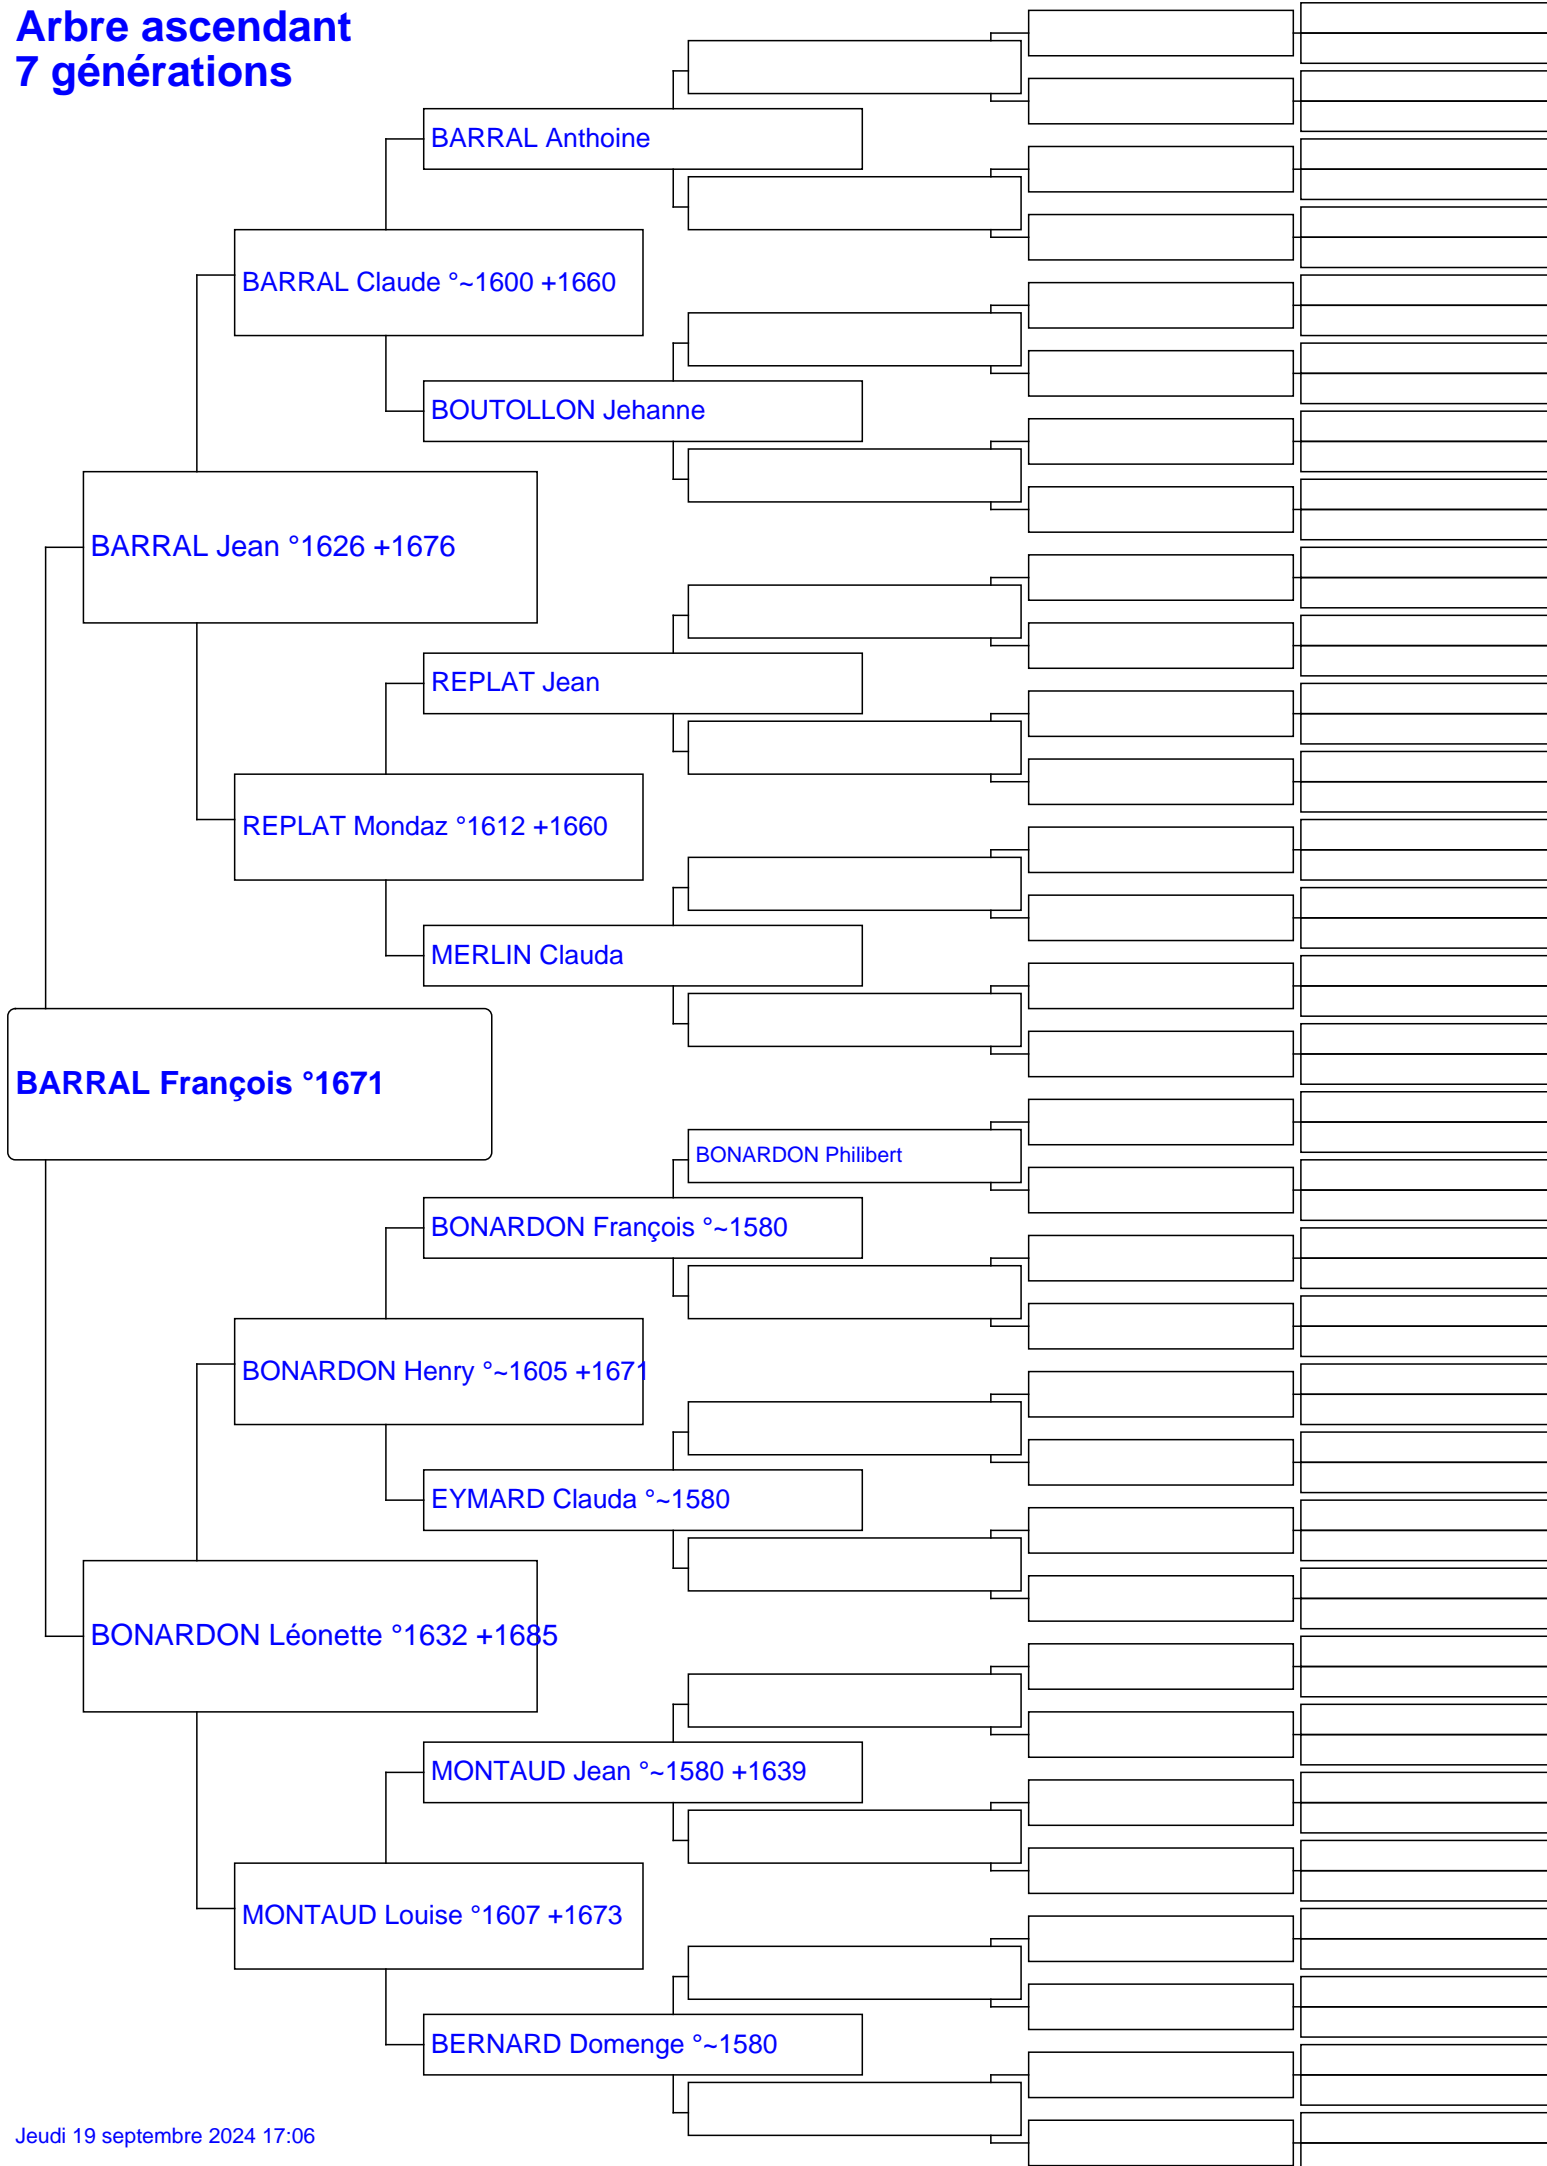 Arbre ascendant
7 générations
BARRAL Anthoine
BARRAL Claude °~1600 +1660
BOUTOLLON Jehanne
BARRAL Jean °1626 +1676
REPLAT Jean
REPLAT Mondaz °1612 +1660
MERLIN Clauda
BARRAL François °1671
BONARDON Philibert
BONARDON François °~1580
BONARDON Henry °~1605 +1671
EYMARD Clauda °~1580
BONARDON Léonette °1632 +1685
MONTAUD Jean °~1580 +1639
MONTAUD Louise °1607 +1673
BERNARD Domenge °~1580
Jeudi 19 septembre 2024 17:06